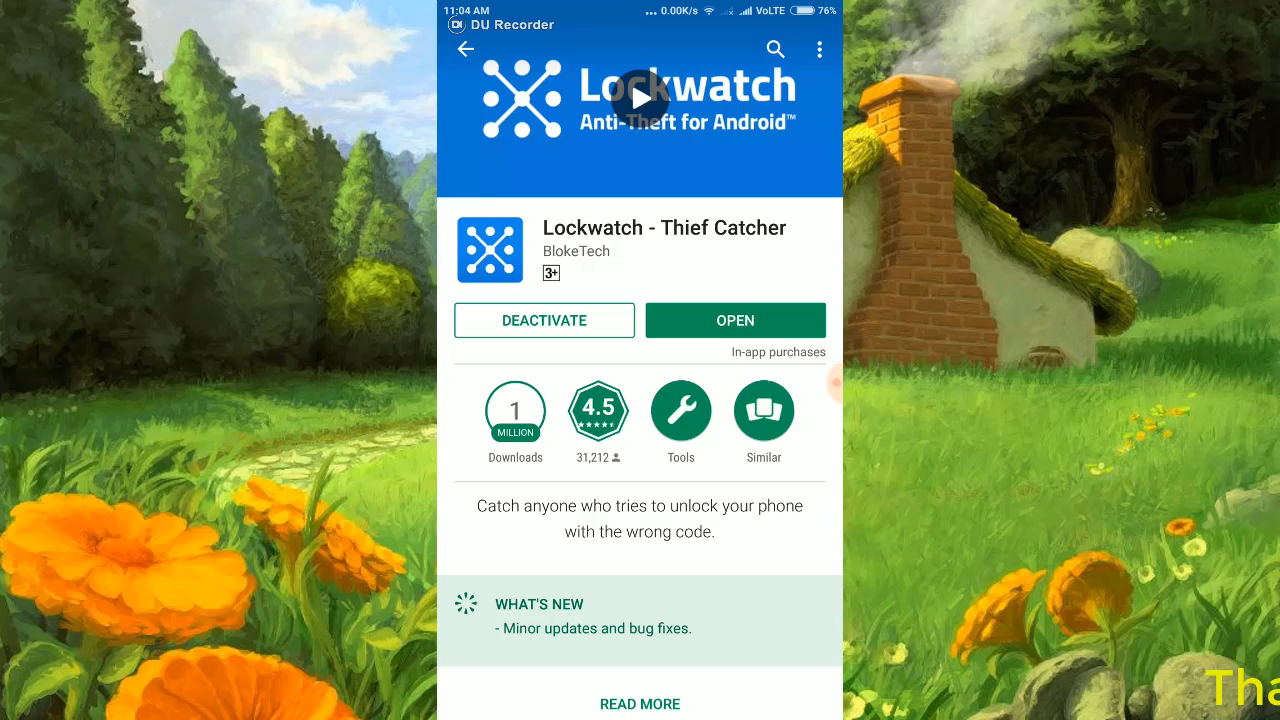 11:04 AM
... 0.00K/s VoLTE 76%
DU Recorder
Lockwatch
Anti-Theft for Android™
Lockwatch - Thief Catcher
BlokeTech
3+
DEACTIVATE
OPEN
In-app purchases
1
MILLION
4.5
Downloads
31,212
Tools
Similar
Catch anyone who tries to unlock your phone
with the wrong code.
WHAT'S NEW
- Minor updates and bug fixes.
READ MORE